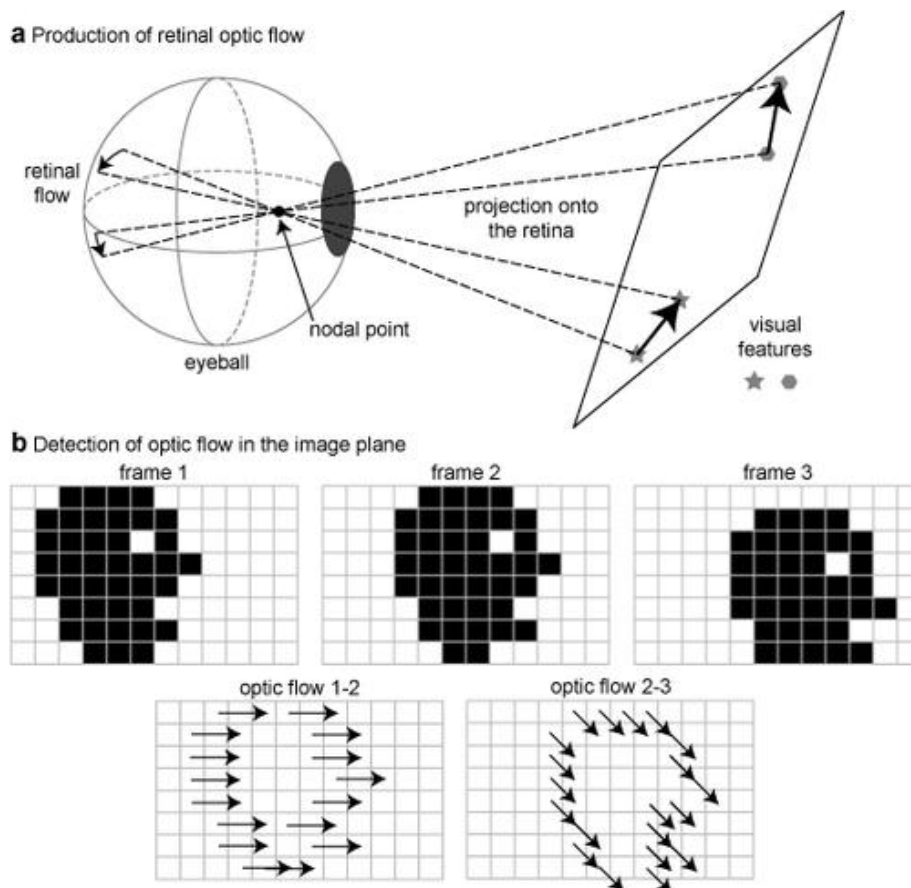 a Production of retinal optic flow
retinal
flow
projection onto
the retina
nodal point
eyeball
visual
features
b Detection of optic flow in the image plane
frame 1
frame 2
frame 3
optic flow 1-2
optic flow 2-3